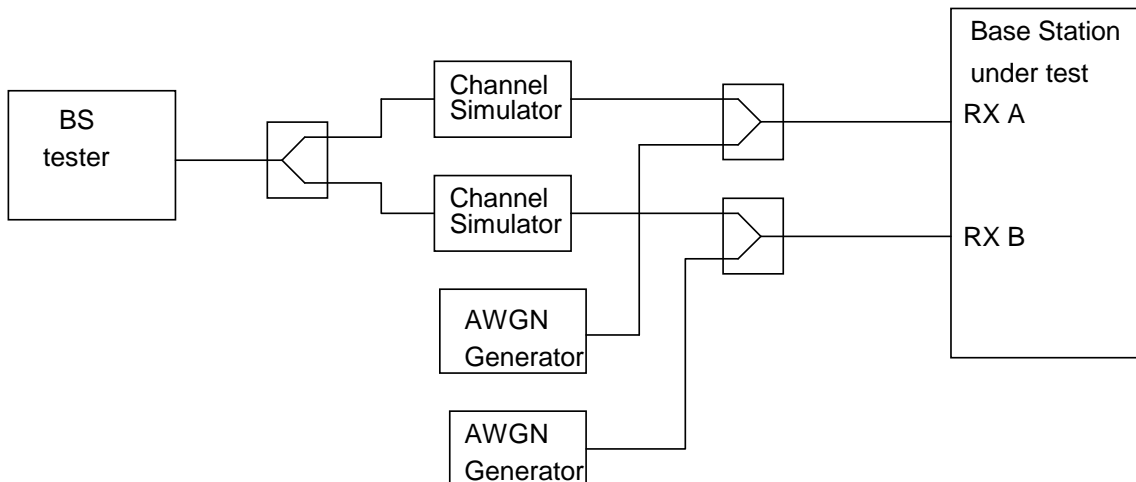 BS
tester
Channel
Simulator
Channel
Simulator
AWGN
Generator
AWGN
Generator
Base Station
under test
RX A
RX B